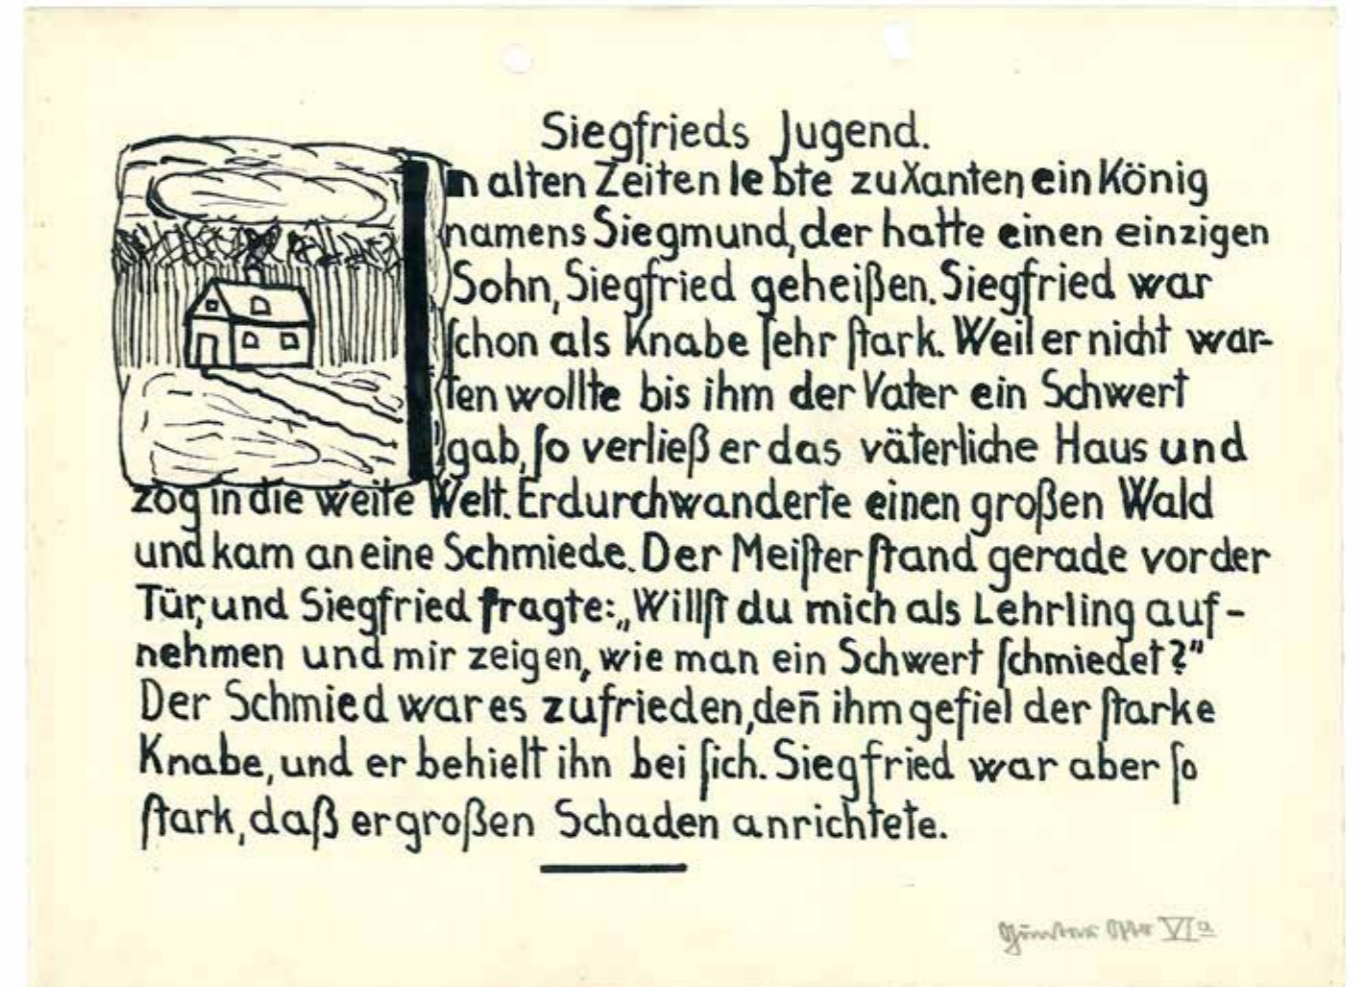 Siegfrieds Jugend.
In alten Zeiten lebte zu Xanten ein König
namens Siegmund, der hatte einen einzigen
Sohn, Siegfried geheißen. Siegfried war
ſchon als Knabe ſehr ſtark. Weil er nicht war-
ten wollte bis ihm der Vater ein Schwert
gab, ſo verließ er das väterliche Haus und
zog in die weite Welt. Er durchwanderte einen großen Wald
und kam an eine Schmiede. Der Meiſter ſtand gerade vor der
Tür, und Siegfried fragte: „Willſt du mich als Lehrling auf-
nehmen und mir zeigen, wie man ein Schwert ſchmiedet?"
Der Schmied war es zufrieden, den̄ ihm gefiel der ſtarke
Knabe, und er behielt ihn bei ſich. Siegfried war aber ſo
ſtark, daß er großen Schaden anrichtete.
Otto VIa